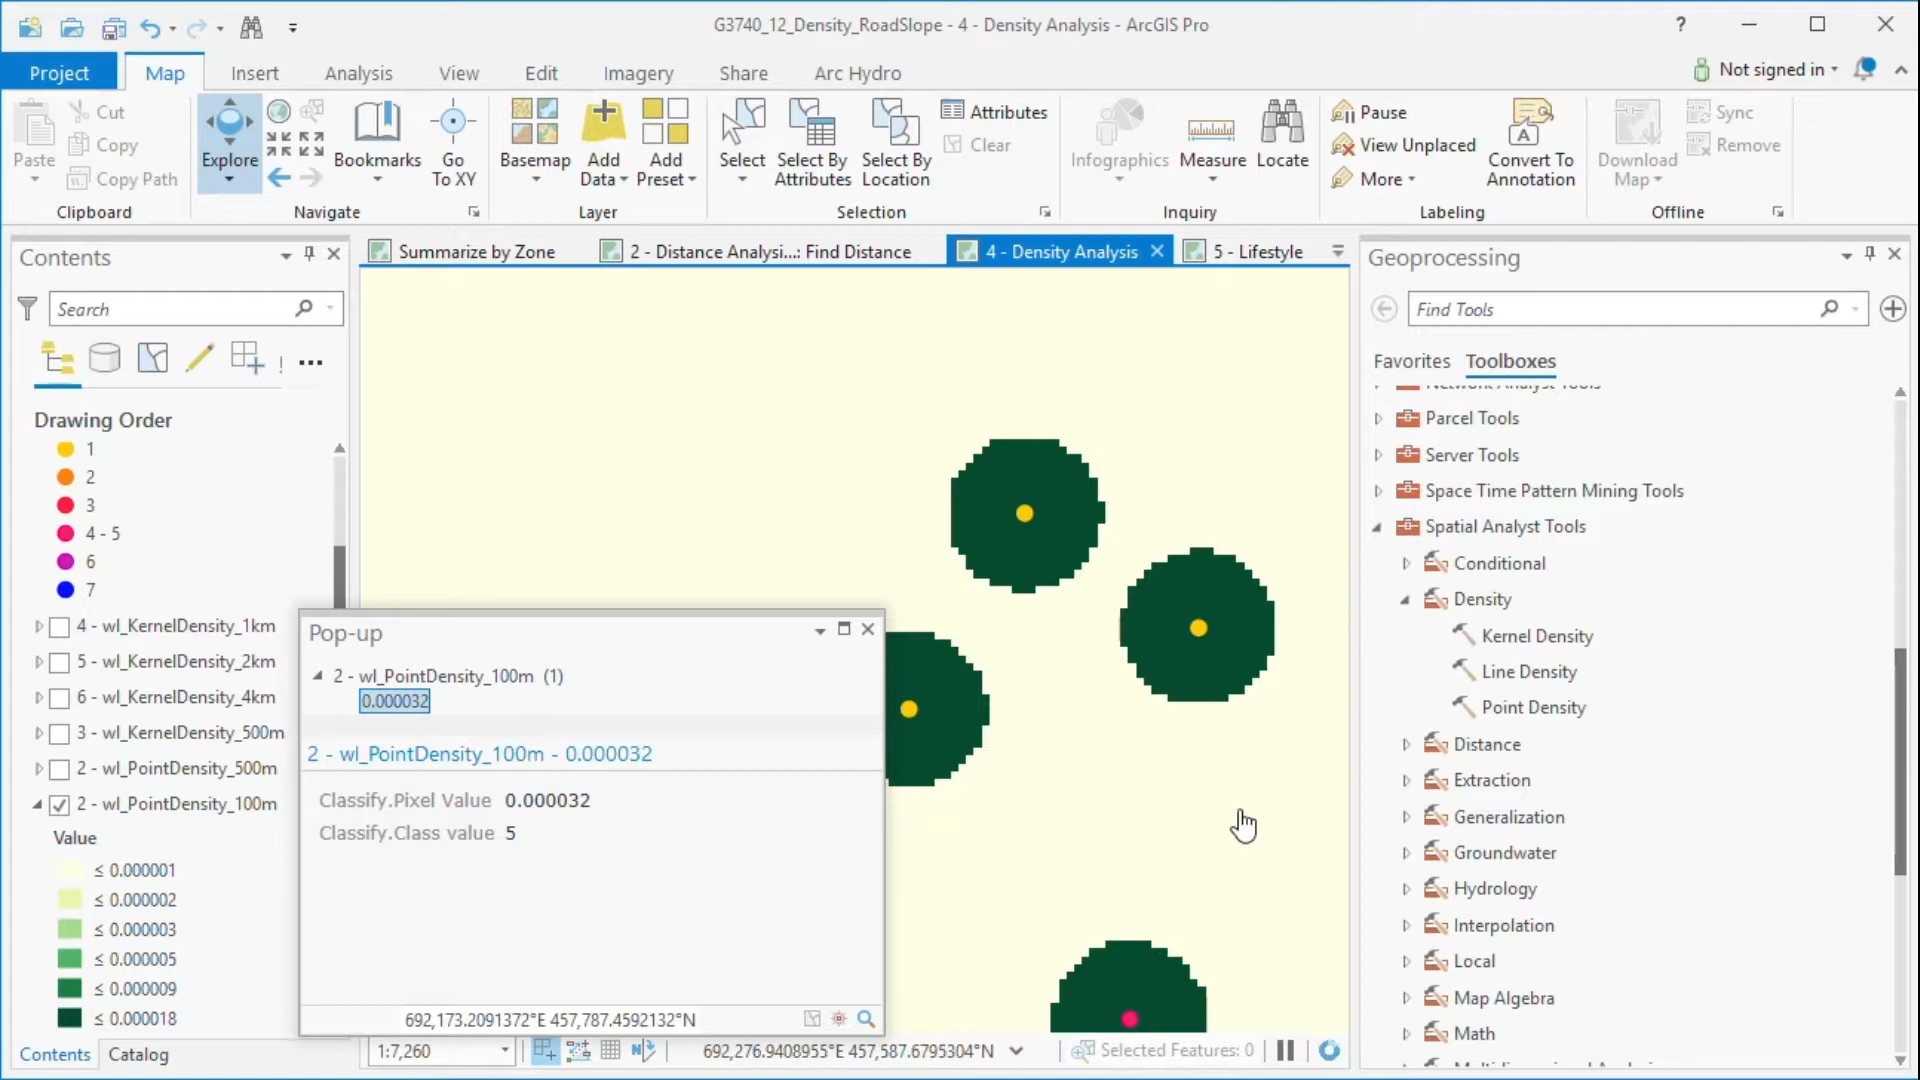 G3740_12_Density_RoadSlope - 4 - Density Analysis - ArcGIS Pro
?
Project
Map
Insert
Analysis
View
Edit
Imagery
Share
Arc Hydro
Not signed in
Paste
Cut
Copy
Copy Path
Clipboard
Explore
Bookmarks
Go To XY
Navigate
Basemap
Add Data
Add Preset
Layer
Select
Select By Attributes
Select By Location
Attributes
Clear
Selection
Infographics
Measure
Locate
Inquiry
Pause
View Unplaced
More
A
Convert To Annotation
Labeling
Download Map
Sync
Remove
Offline
Contents
Search
Drawing Order
1
2
3
4 - 5
6
7
4 - wl_KernelDensity_1km
5 - wl_KernelDensity_2km
6 - wl_KernelDensity_4km
3 - wl_KernelDensity_500m
2 - wl_PointDensity_500m
2 - wl_PointDensity_100m
Value
≤ 0.000001
≤ 0.000002
≤ 0.000003
≤ 0.000005
≤ 0.000009
≤ 0.000018
Contents
Catalog
Summarize by Zone
2 - Distance Analysi...: Find Distance
4 - Density Analysis
5 - Lifestyle
Pop-up
2 - wl_PointDensity_100m (1)
0.000032
2 - wl_PointDensity_100m - 0.000032
Classify.Pixel Value 0.000032
Classify.Class value 5
692,173.2091372°E 457,787.4592132°N
1:7,260
692,276.9408955°E 457,587.6795304°N
Selected Features: 0
Geoprocessing
Find Tools
Favorites
Toolboxes
Network Analyst Tools
Parcel Tools
Server Tools
Space Time Pattern Mining Tools
Spatial Analyst Tools
Conditional
Density
Kernel Density
Line Density
Point Density
Distance
Extraction
Generalization
Groundwater
Hydrology
Interpolation
Local
Map Algebra
Math